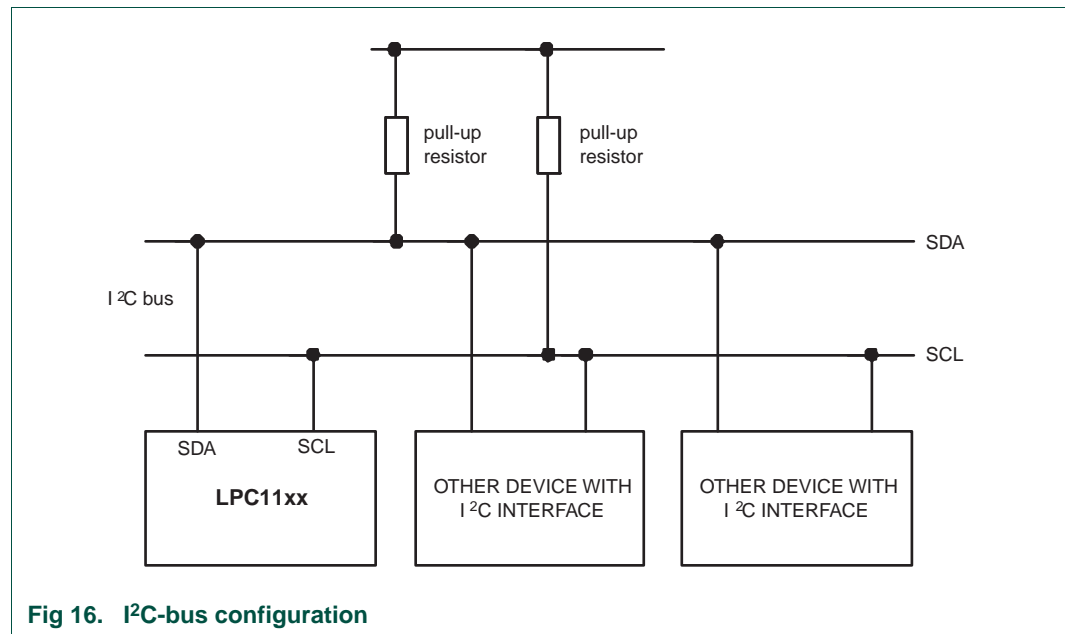 pull-up
resistor
pull-up
resistor
SDA
I ²C bus
SCL
SDA
SCL
LPC11xx
OTHER DEVICE WITH
I ²C INTERFACE
OTHER DEVICE WITH
I ²C INTERFACE
Fig 16. I²C-bus configuration